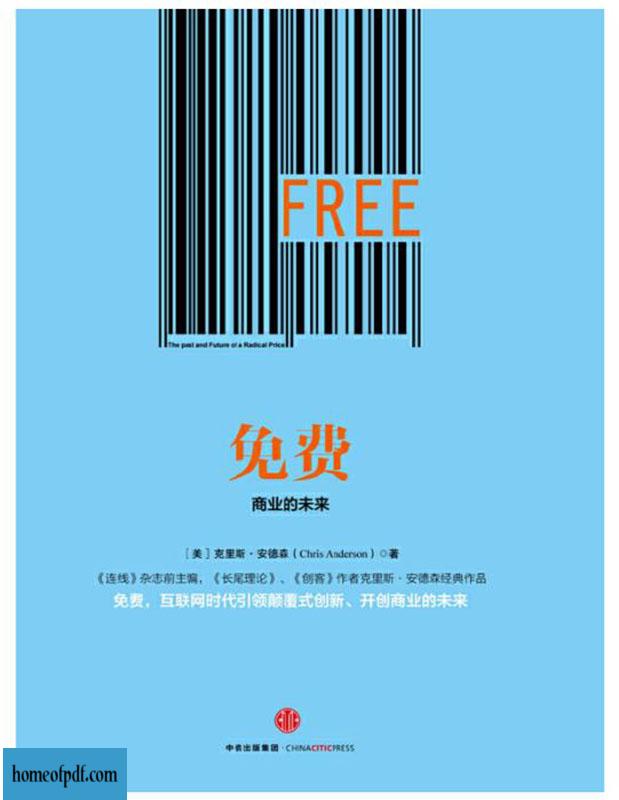 FREE
The past and Future of a Radical Price
免费
商业的未来
［美］克里斯·安德森（Chris Anderson）◎著
《连线》杂志前主编，《长尾理论》、《创客》作者克里斯·安德森经典作品
免费，互联网时代引领颠覆式创新、开创商业的未来
中信出版集团·CHINACITICPRESS
homeofpdf.com